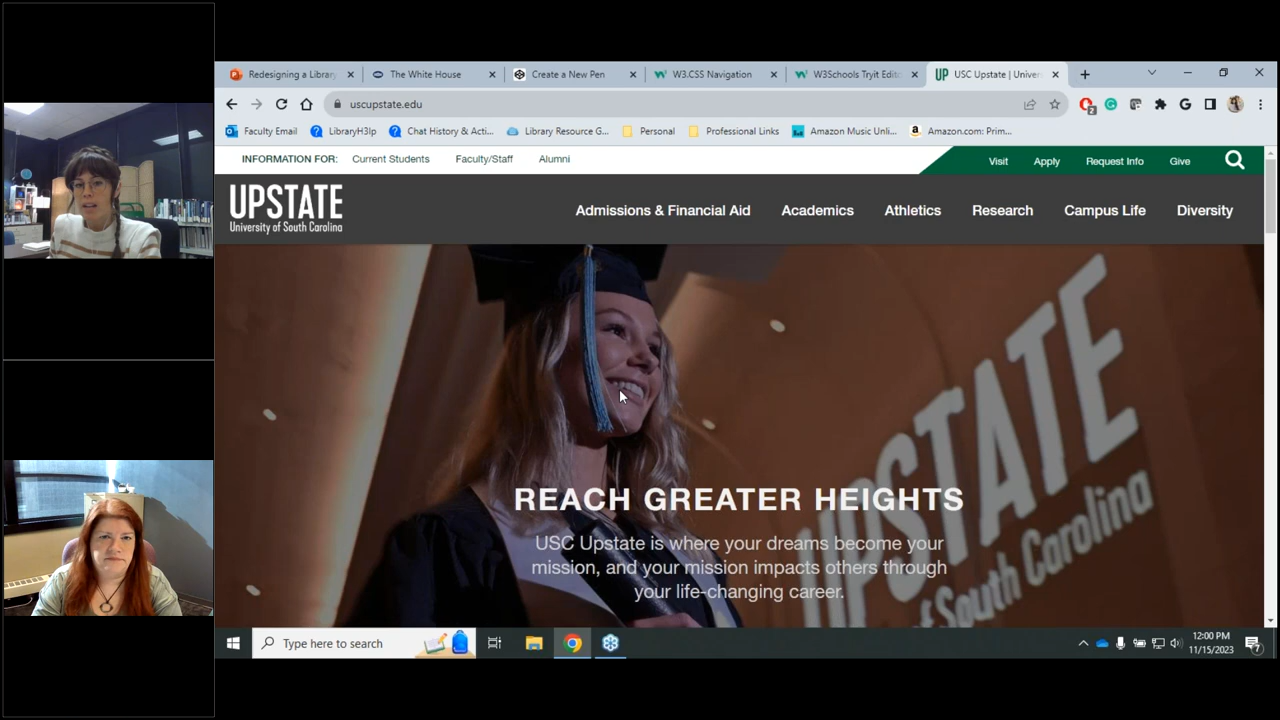 Redesigning a Library
The White House
Create a New Pen
W3.CSS Navigation
W3Schools Tryit Edito
UP
USC Upstate | Univers
uscupstate.edu
Faculty Email
LibraryH3lp
Chat History & Acti...
Library Resource G...
Personal
Professional Links
Amazon Music Unli...
Amazon.com: Prim...
INFORMATION FOR:
Current Students
Faculty/Staff
Alumni
Visit
Apply
Request Info
Give
UPSTATE
University of South Carolina
Admissions & Financial Aid
Academics
Athletics
Research
Campus Life
Diversity
UPSTATE
of South Carolina
REACH GREATER HEIGHTS
USC Upstate is where your dreams become your
mission, and your mission impacts others through
your life-changing career.
Type here to search
12:00 PM
11/15/2023
7